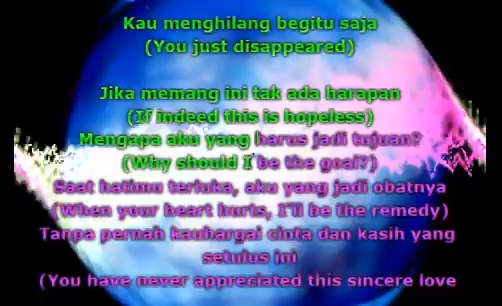 Kau menghilang begitu saja
(You just disappeared)
Jika memang ini tak ada harapan
(If indeed this is hopeless)
Mengapa aku yang harus jadi tujuan?
(Why should I be the goal?)
Saat hatimu terluka, aku yang jadi obatnya
(When your heart hurts, I'll be the remedy)
Tanpa pernah kauhargai cinta dan kasih yang
setulus ini
(You have never appreciated this sincere love